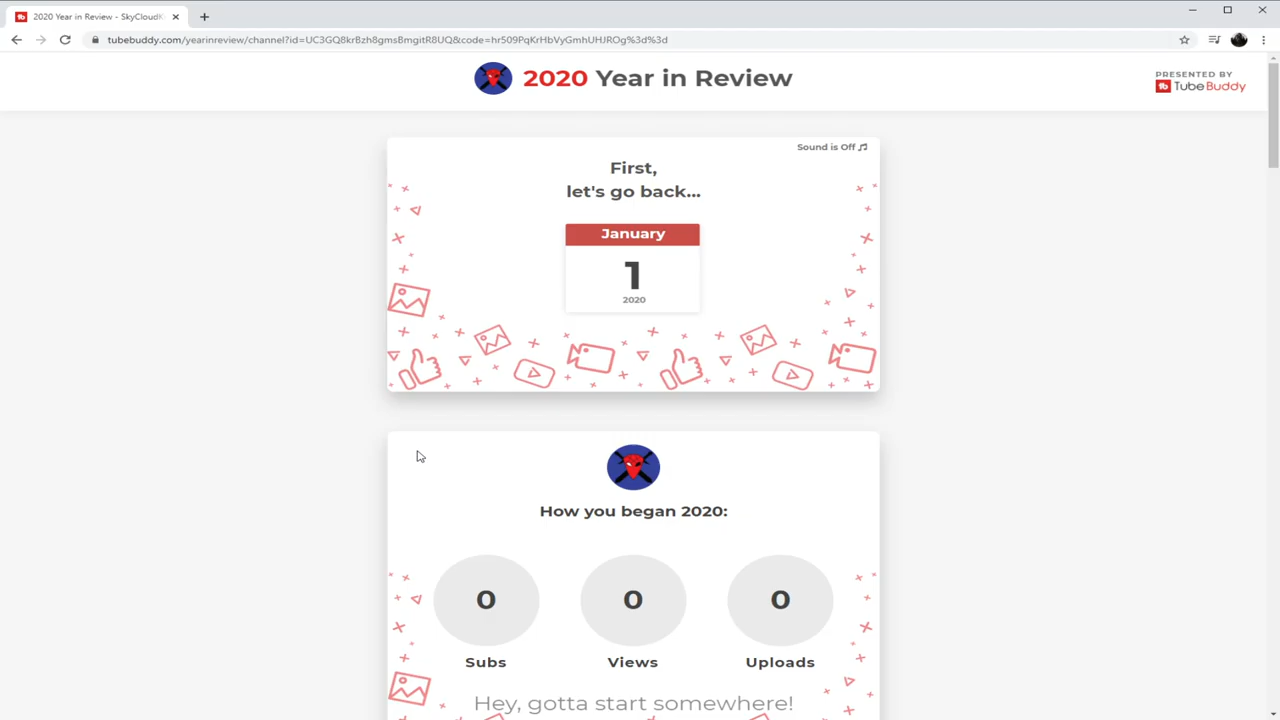 2020 Year in Review - SkyCloudK
tubebuddy.com/yearinreview/channel?id=UC3GQ8krBzh8gmsBmgitR8UQ&code=hr509PqKrHbVyGmhUHJROg%3d%3d
2020 Year in Review
PRESENTED BY
tb TubeBuddy
Sound is Off
First,
let's go back...
January
1
2020
How you began 2020:
0 0 0
Subs Views Uploads
Hey, gotta start somewhere!